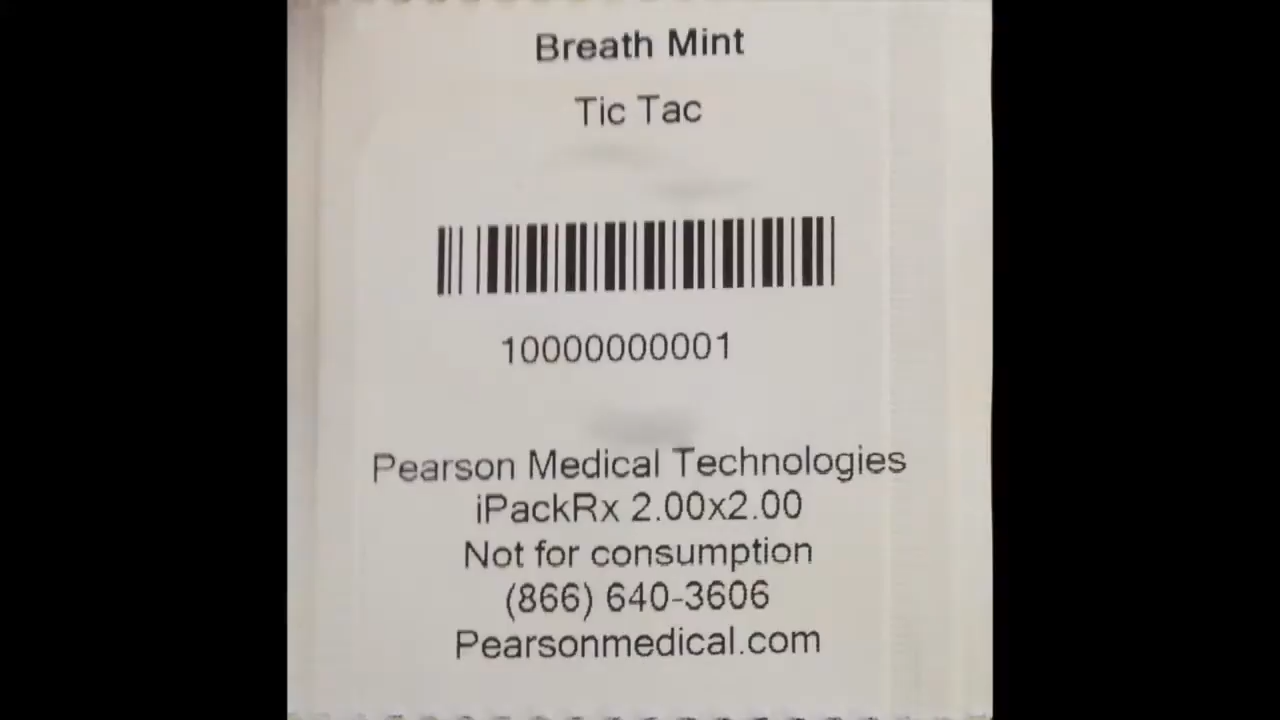 Breath Mint
Tic Tac
10000000001
Pearson Medical Technologies
iPackRx 2.00x2.00
Not for consumption
(866) 640-3606
Pearsonmedical.com